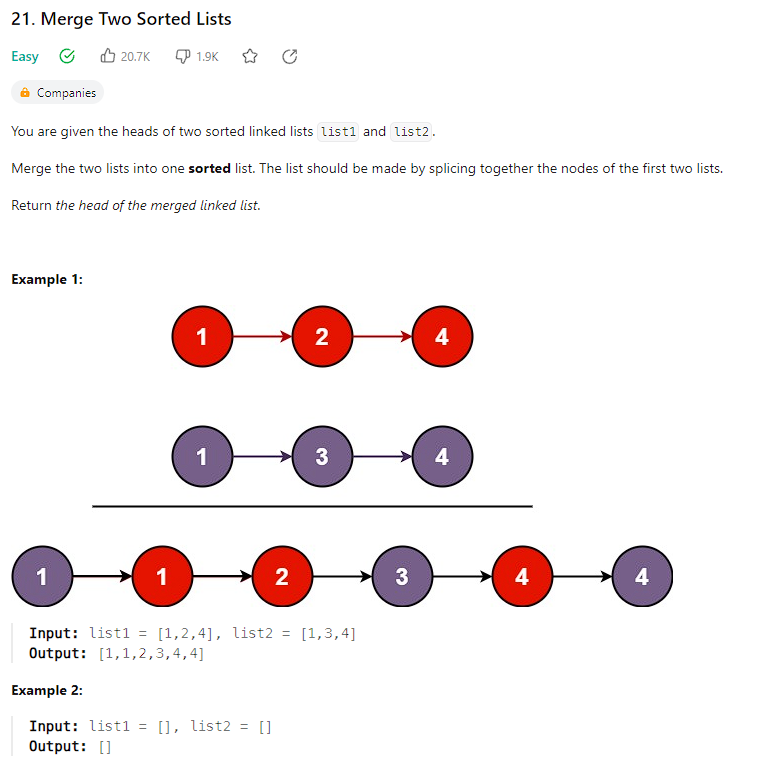 21. Merge Two Sorted Lists
Easy 20.7K 1.9K
Companies
You are given the heads of two sorted linked lists list1 and list2.
Merge the two lists into one sorted list. The list should be made by splicing together the nodes of the first two lists.
Return the head of the merged linked list.
Example 1:
1 2 4
1 3 4
1 1 2 3 4 4
Input: list1 = [1,2,4], list2 = [1,3,4]
Output: [1,1,2,3,4,4]
Example 2:
Input: list1 = [], list2 = []
Output: []